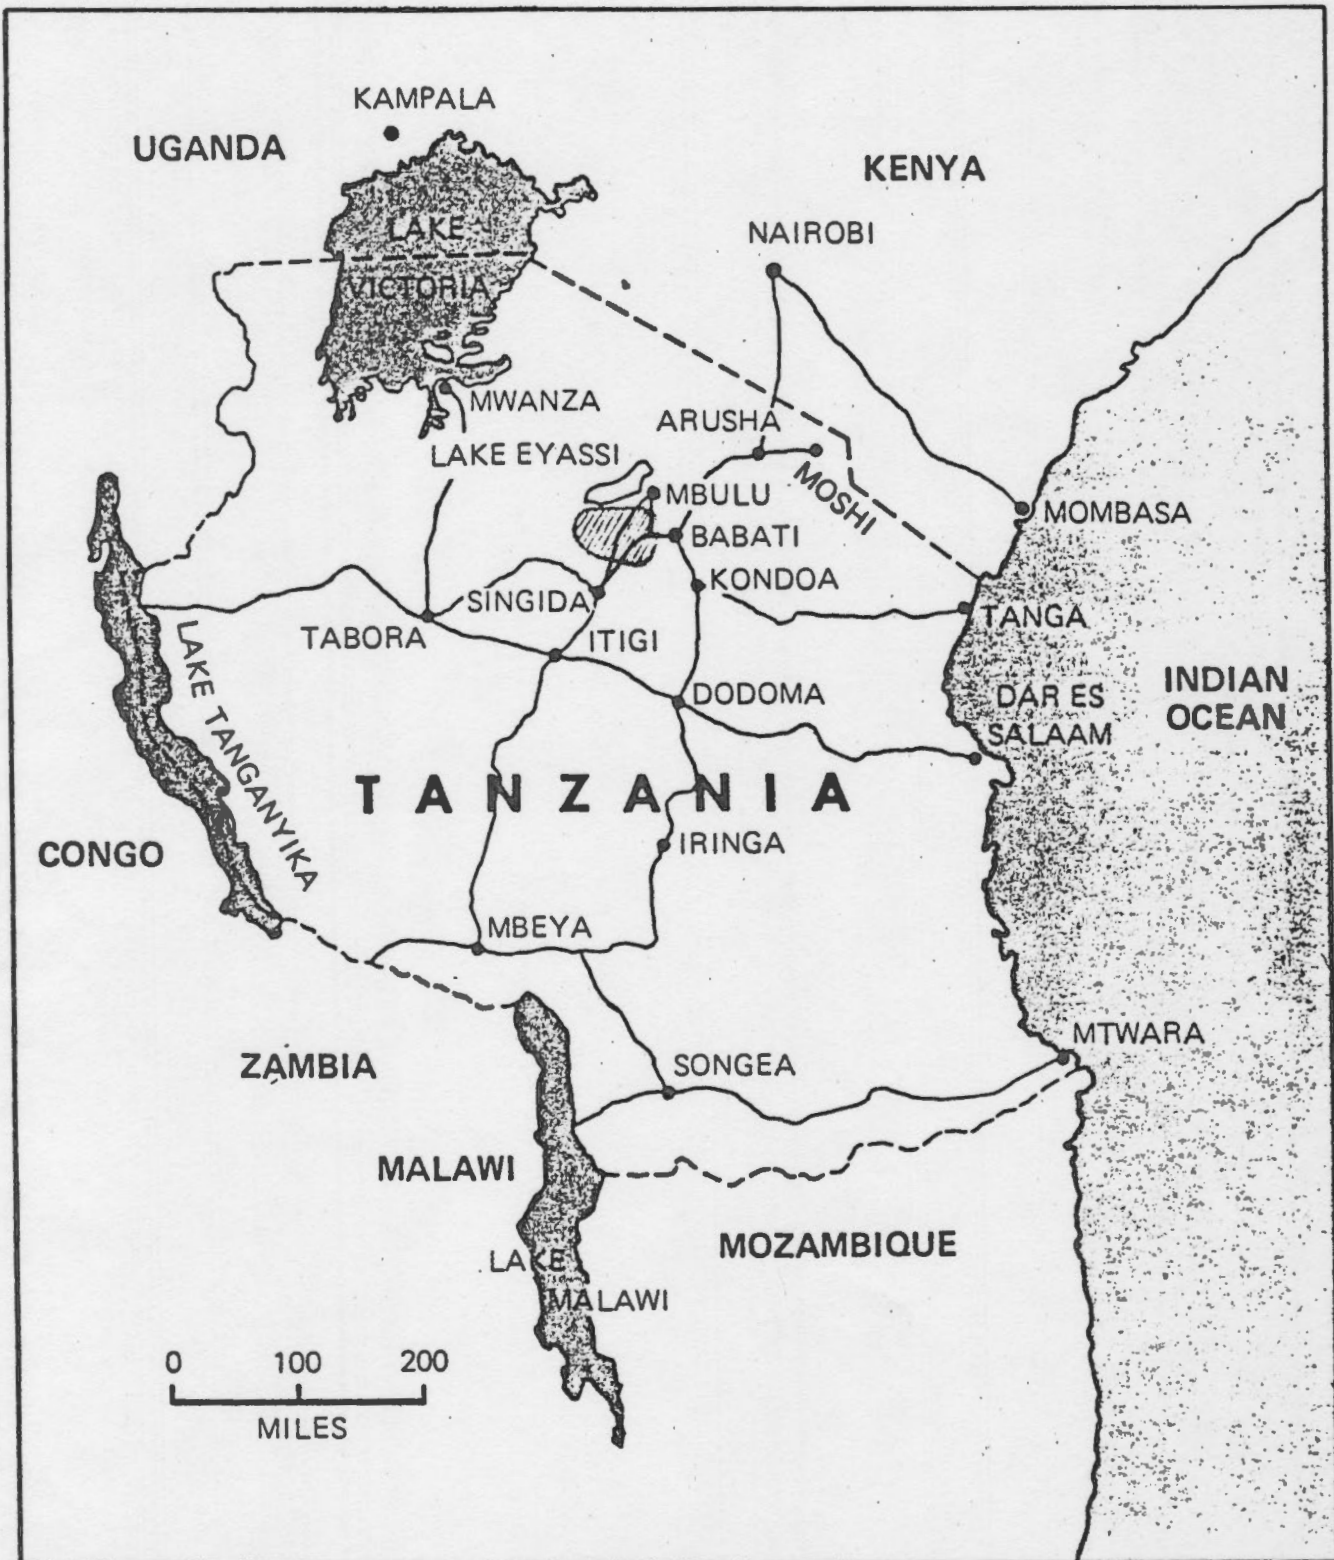 KAMPALA
UGANDA
KENYA
LAKE
NAIROBI
VICTORIA
MWANZA
ARUSHA
LAKE EYASSI
MOSHI
MBULU
MOMBASA
BABATI
KONDOA
SINGIDA
TANGA
TABORA
ITIGI
LAKE TANGANYIKA
INDIAN
OCEAN
DODOMA
DAR ES
SALAAM
TANZANIA
IRINGA
CONGO
MBEYA
MTWARA
ZAMBIA
SONGEA
MALAWI
MOZAMBIQUE
LAKE
MALAWI
0 100 200
MILES